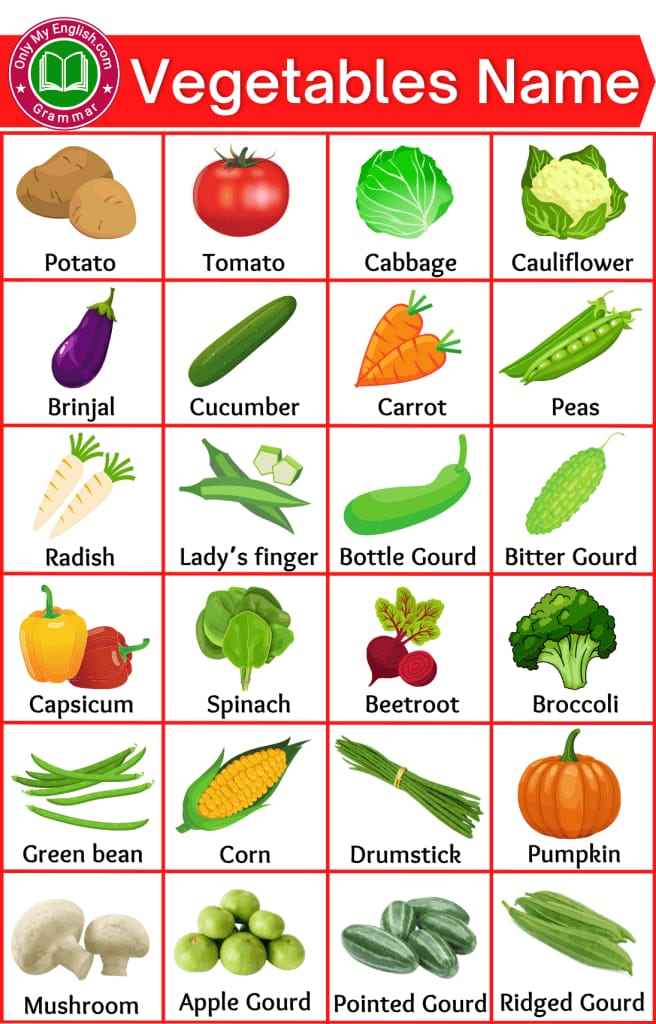 Only My English.com
Grammar
Vegetables Name
Potato
Tomato
Cabbage
Cauliflower
Brinjal
Cucumber
Carrot
Peas
Radish
Lady's finger
Bottle Gourd
Bitter Gourd
Capsicum
Spinach
Beetroot
Broccoli
Green bean
Corn
Drumstick
Pumpkin
Mushroom
Apple Gourd
Pointed Gourd
Ridged Gourd